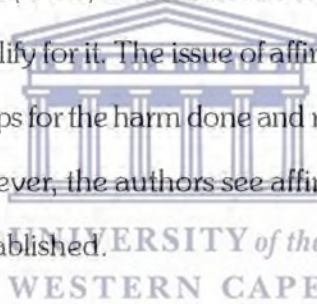 lify for it. The issue of affir
ps for the harm done and r
ever, the authors see affir
ablished.
UNIVERSITY of the
WESTERN CAPE